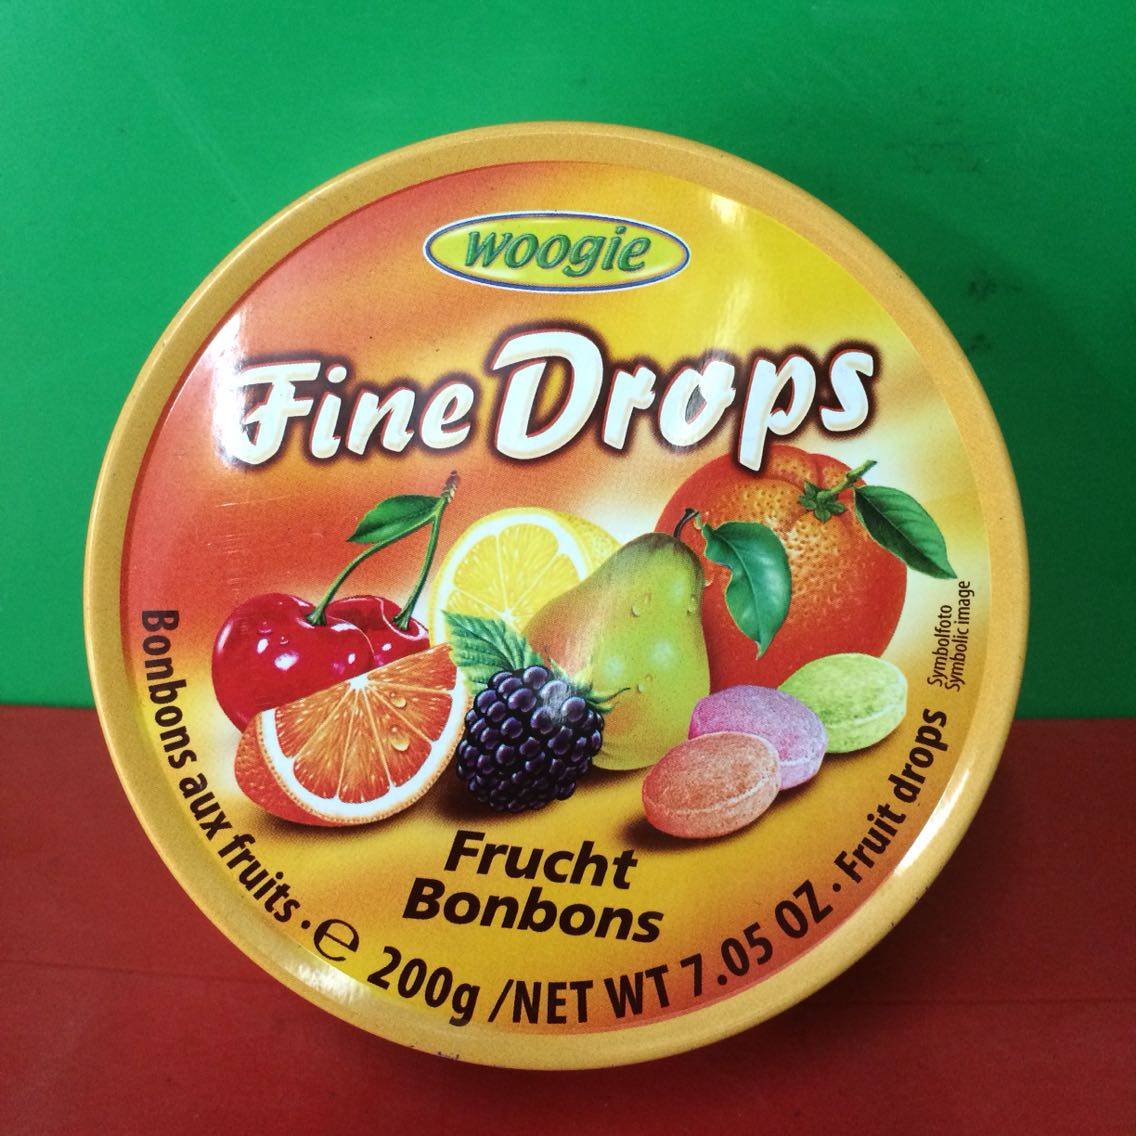 woogie
Fine Drops
Symbolfoto
Symbolic image
Frucht
Bonbons
Bonbons aux fruits · ℮ 200g /NET WT 7.05 OZ · Fruit drops